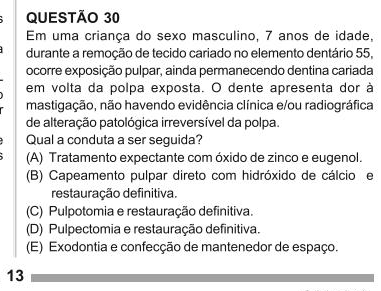 QUESTÃO 30
Em uma criança do sexo masculino, 7 anos de idade,
durante a remoção de tecido cariado no elemento dentário 55,
ocorre exposição pulpar, ainda permanecendo dentina cariada
em volta da polpa exposta. O dente apresenta dor à
mastigação, não havendo evidência clínica e/ou radiográfica
de alteração patológica irreversível da polpa.
Qual a conduta a ser seguida?
(A) Tratamento expectante com óxido de zinco e eugenol.
(B) Capeamento pulpar direto com hidróxido de cálcio e
restauração definitiva.
(C) Pulpotomia e restauração definitiva.
(D) Pulpectomia e restauração definitiva.
(E) Exodontia e confecção de mantenedor de espaço.
13